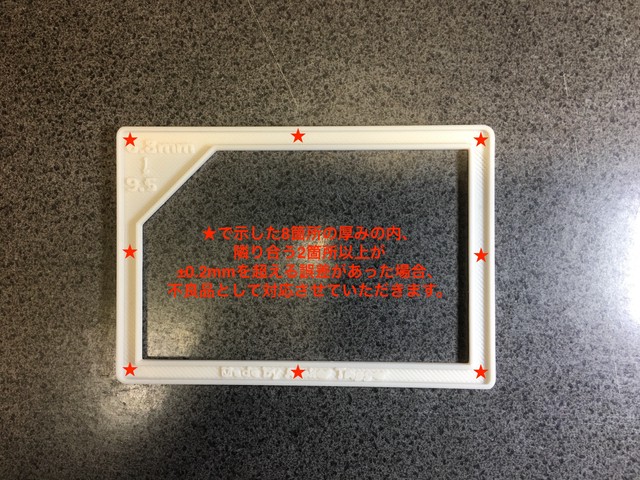 mm
9.5
★で示した8箇所の厚みの内、
隣り合う2箇所以上が
±0.2mmを超える誤差があった場合、
不良品として対応させていただきます。
Made by